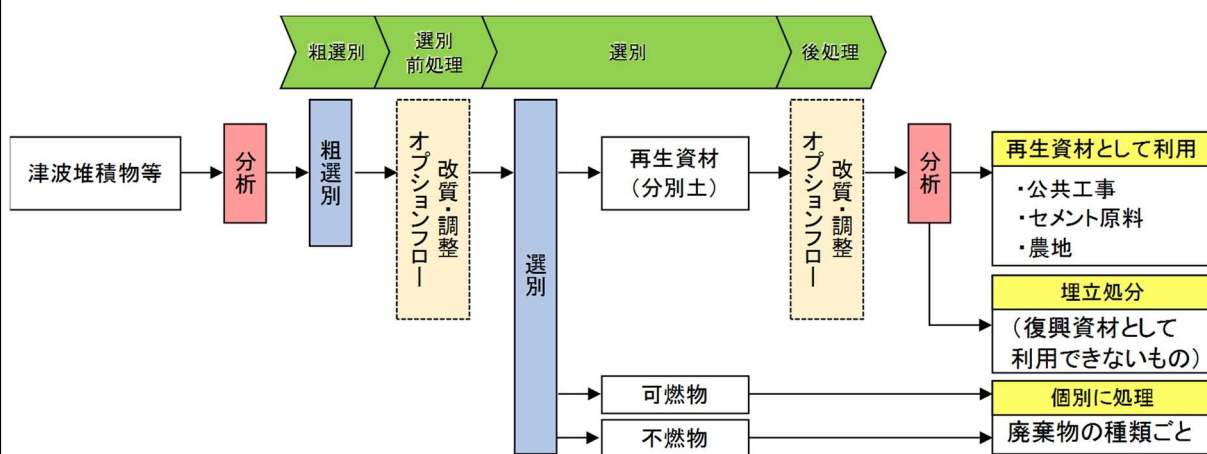 粗選別
選別
前処理
選別
後処理
津波堆積物等
分析
粗選別
改質・調整
オプションフロー
選別
再生資材
（分別土）
改質・調整
オプションフロー
分析
再生資材として利用
・公共工事
・セメント原料
・農地
埋立処分
（復興資材として
利用できないもの）
可燃物
不燃物
個別に処理
廃棄物の種類ごと